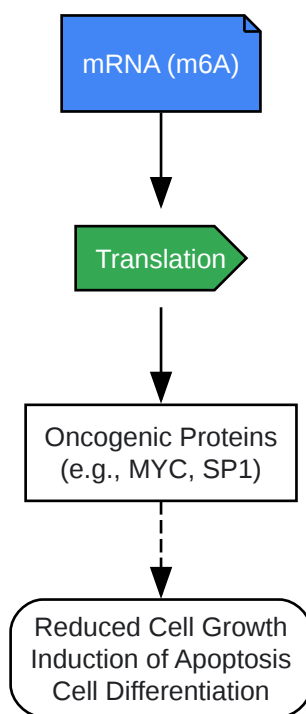 mRNA (m6A)
Translation
Oncogenic Proteins
(e.g., MYC, SP1)
Reduced Cell Growth
Induction of Apoptosis
Cell Differentiation